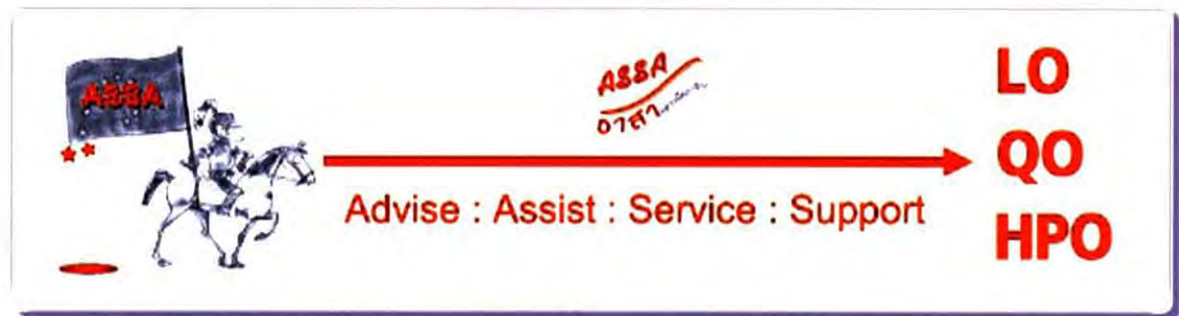 ASSA
ASSA
อาสา
Advise : Assist : Service : Support
LO
QO
HPO